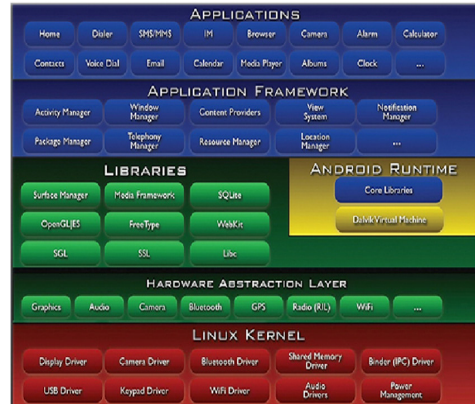 APPLICATIONS
Home Dialer SMS/MMS IM Browser Camera Alarm Calculator
Contacts Voice Dial Email Calendar Media Player Albums Clock ...
APPLICATION FRAMEWORK
Activity Manager Window Manager Content Providers View System Notification Manager
Package Manager Telephony Manager Resource Manager Location Manager ...
LIBRARIES
Surface Manager Media Framework SQLite
OpenGL|ES FreeType WebKit
SGL SSL Libc
ANDROID RUNTIME
Core Libraries
Dalvik Virtual Machine
HARDWARE ABSTRACTION LAYER
Graphics Audio Camera Bluetooth GPS Radio (RIL) WiFi ...
LINUX KERNEL
Display Driver Camera Driver Bluetooth Driver Shared Memory Driver Binder (IPC) Driver
USB Driver Keypad Driver WiFi Driver Audio Drivers Power Management